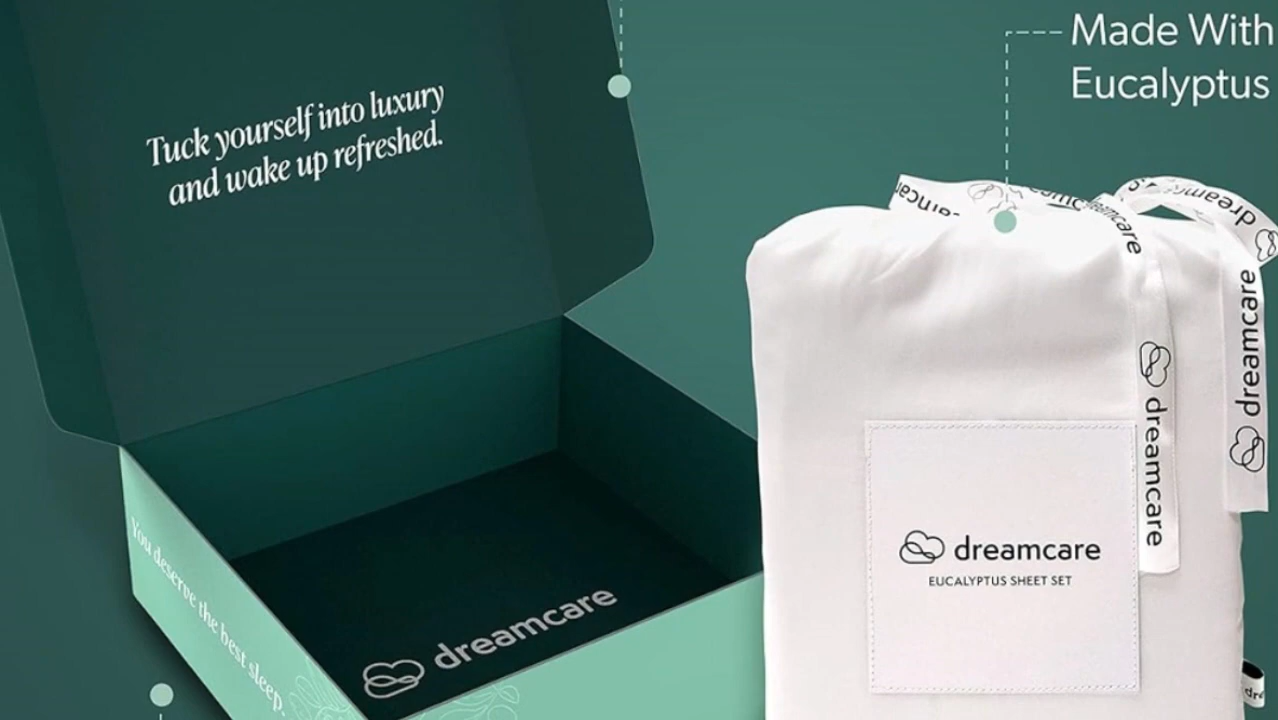 Made With
Eucalyptus
Tuck yourself into luxury
and wake up refreshed.
dreamcare
dreamcare
dreamcare
dreamcare
dreamcare
EUCALYPTUS SHEET SET
You deserve the best sleep.
dreamcare